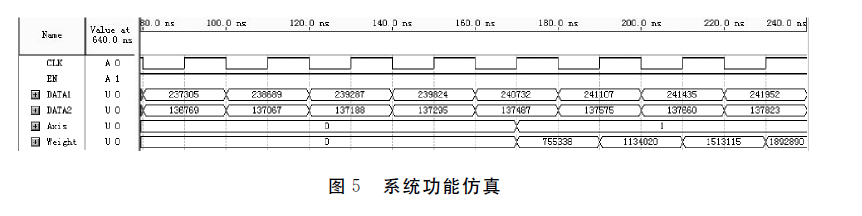 Name Value at 640.0 ns 80.0 ns 100.0 ns 120.0 ns 140.0 ns 160.0 ns 180.0 ns 200.0 ns 220.0 ns 240.0 ns
CLK A 0
EN A 1
DATA1 U 0 237305 238689 239287 239824 240732 241107 241435 241952
DATA2 U 0 136769 137067 137188 137295 137487 137575 137660 137823
Axis U 0 0 1
Weight U 0 0 755338 1134020 1513115 1892890
图 5 系统功能仿真